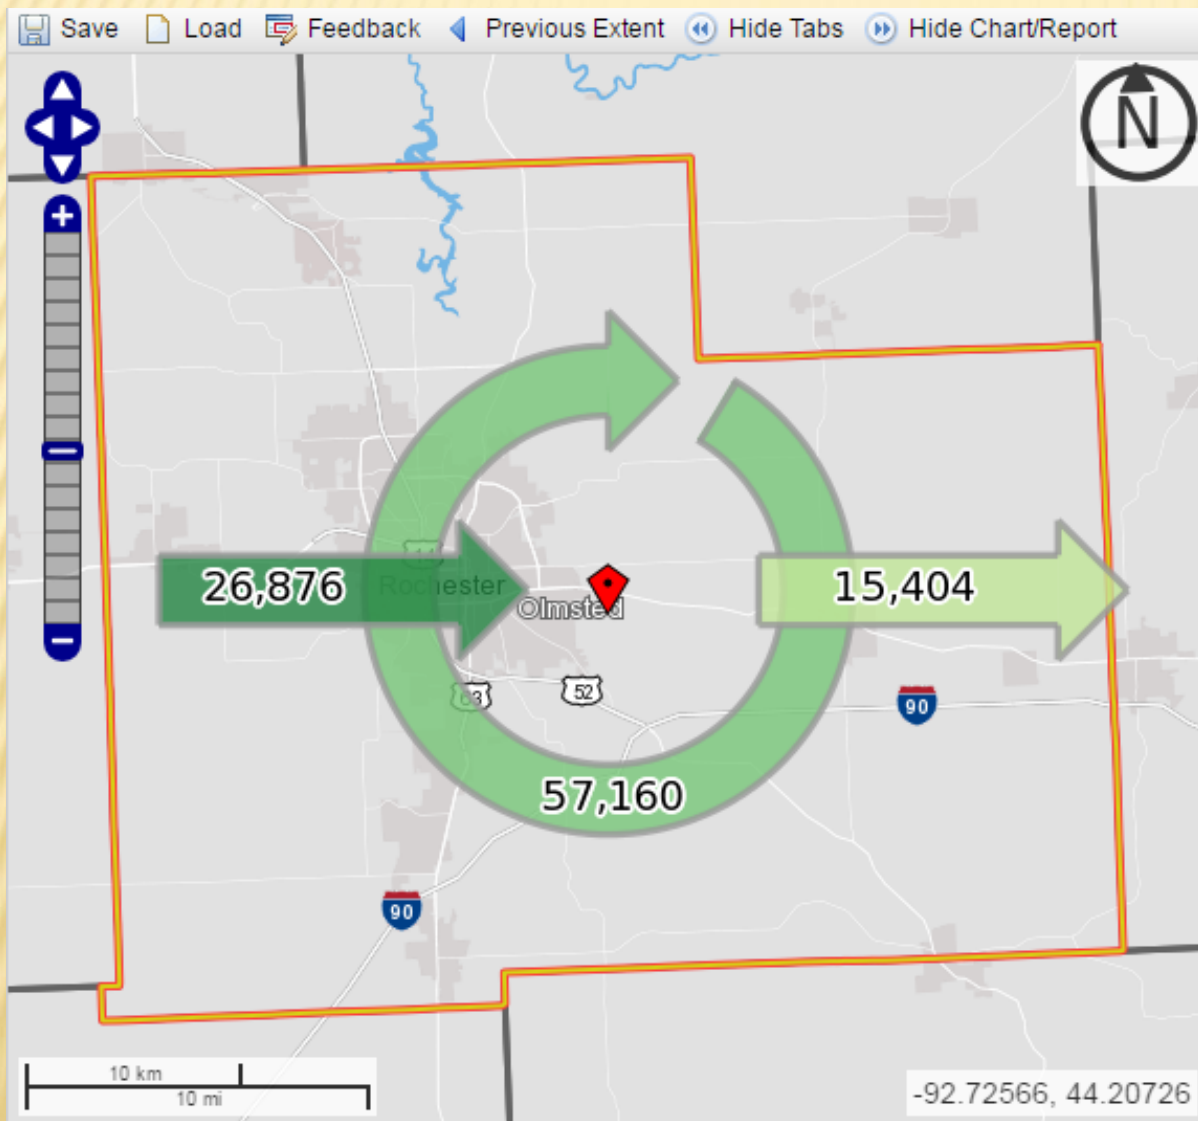 Save Load Feedback Previous Extent Hide Tabs Hide Chart/Report
N
26,876
15,404
Rochester
Olmsted
63
52
90
57,160
90
10 km
10 mi
-92.72566, 44.20726